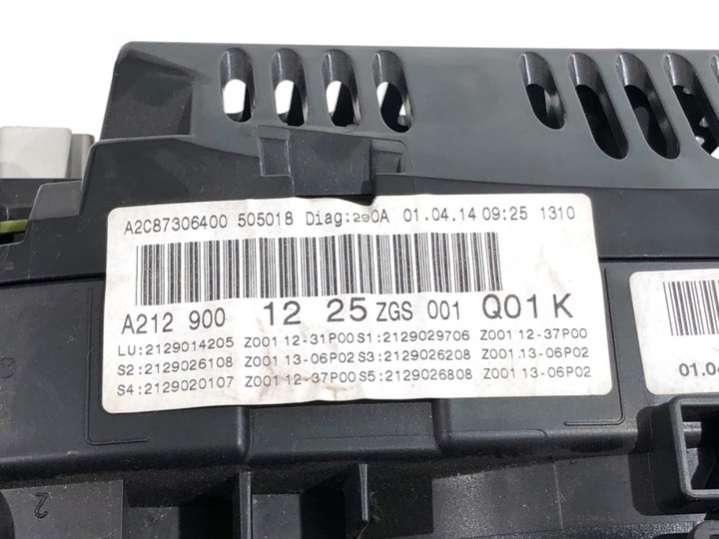 A2C87306400 505018 Diag:290A 01.04.14 09:25 1310
A212 900 12 25 ZGS 001 Q01 K
LU:2129014205 Z001 12-31P00 S1:2129029706 Z001 12-37P00
S2:2129026108 Z001 13-06P02 S3:2129026208 Z001 13-06P02
S4:2129020107 Z001 12-37P00 S5:2129026808 Z001 13-06P02
01.04
2